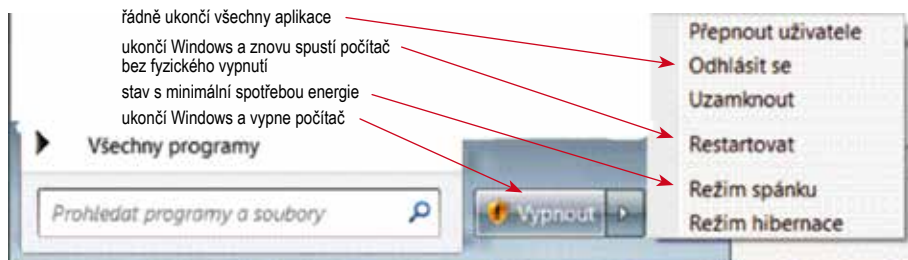 řádně ukončí všechny aplikace
ukončí Windows a znovu spustí počítač
bez fyzického vypnutí
stav s minimální spotřebou energie
ukončí Windows a vypne počítač
Všechny programy
Prohledat programy a soubory
Vypnout
Přepnout uživatele
Odhlásit se
Uzamknout
Restartovat
Režim spánku
Režim hibernace